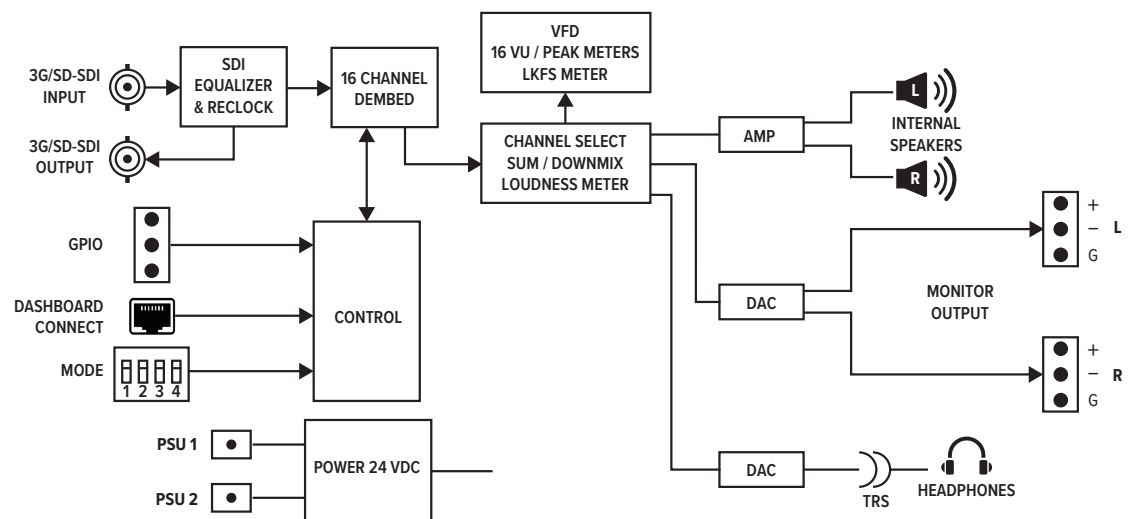 3G/SD-SDI
INPUT
SDI
EQUALIZER
& RECLOCK
16 CHANNEL
DEMBED
VFD
16 VU / PEAK METERS
LKFS METER
3G/SD-SDI
OUTPUT
CHANNEL SELECT
SUM / DOWNMIX
LOUDNESS METER
AMP
L
INTERNAL
SPEAKERS
R
GPIO
DASHBOARD
CONNECT
MODE
1 2 3 4
CONTROL
DAC
MONITOR
OUTPUT
+
− L
G
+
− R
G
PSU 1
PSU 2
POWER 24 VDC
DAC
TRS
HEADPHONES